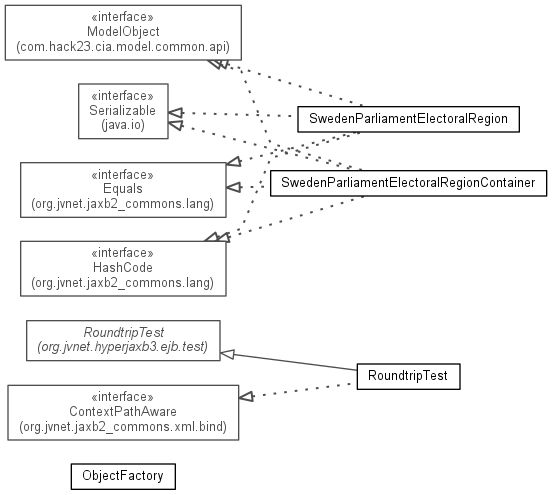 «interface»
ModelObject
(com.hack23.cia.model.common.api)
«interface»
Serializable
(java.io)
SwedenParliamentElectoralRegion
«interface»
Equals
(org.jvnet.jaxb2_commons.lang)
SwedenParliamentElectoralRegionContainer
«interface»
HashCode
(org.jvnet.jaxb2_commons.lang)
RoundtripTest
(org.jvnet.hyperjaxb3.ejb.test)
RoundtripTest
«interface»
ContextPathAware
(org.jvnet.jaxb2_commons.xml.bind)
ObjectFactory